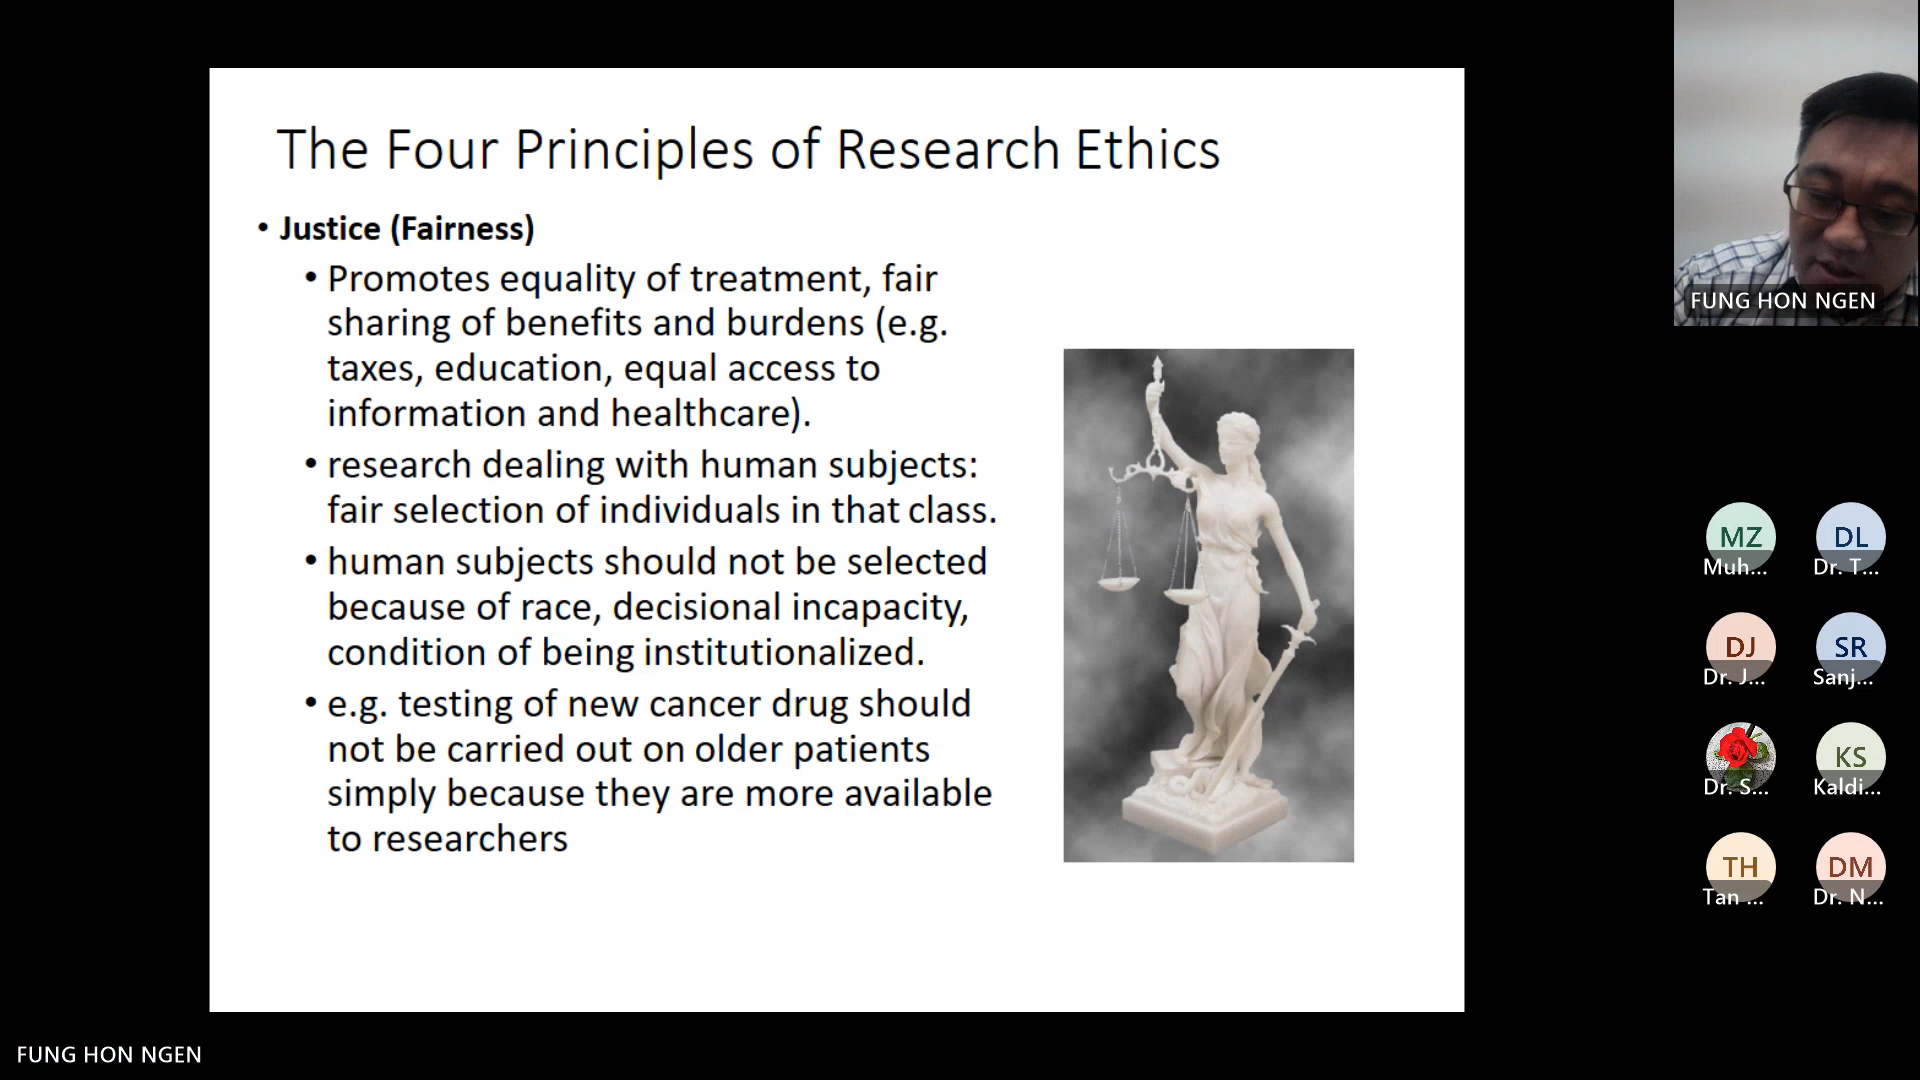 The Four Principles of Research Ethics
• Justice (Fairness)
• Promotes equality of treatment, fair
sharing of benefits and burdens (e.g.
taxes, education, equal access to
information and healthcare).
• research dealing with human subjects:
fair selection of individuals in that class.
• human subjects should not be selected
because of race, decisional incapacity,
condition of being institutionalized.
• e.g. testing of new cancer drug should
not be carried out on older patients
simply because they are more available
to researchers
FUNG HON NGEN
MZ
Muh...
DL
Dr. T...
DJ
Dr. J...
SR
Sanj...
Dr. S...
KS
Kaldi...
TH
Tan ...
DM
Dr. N...
FUNG HON NGEN